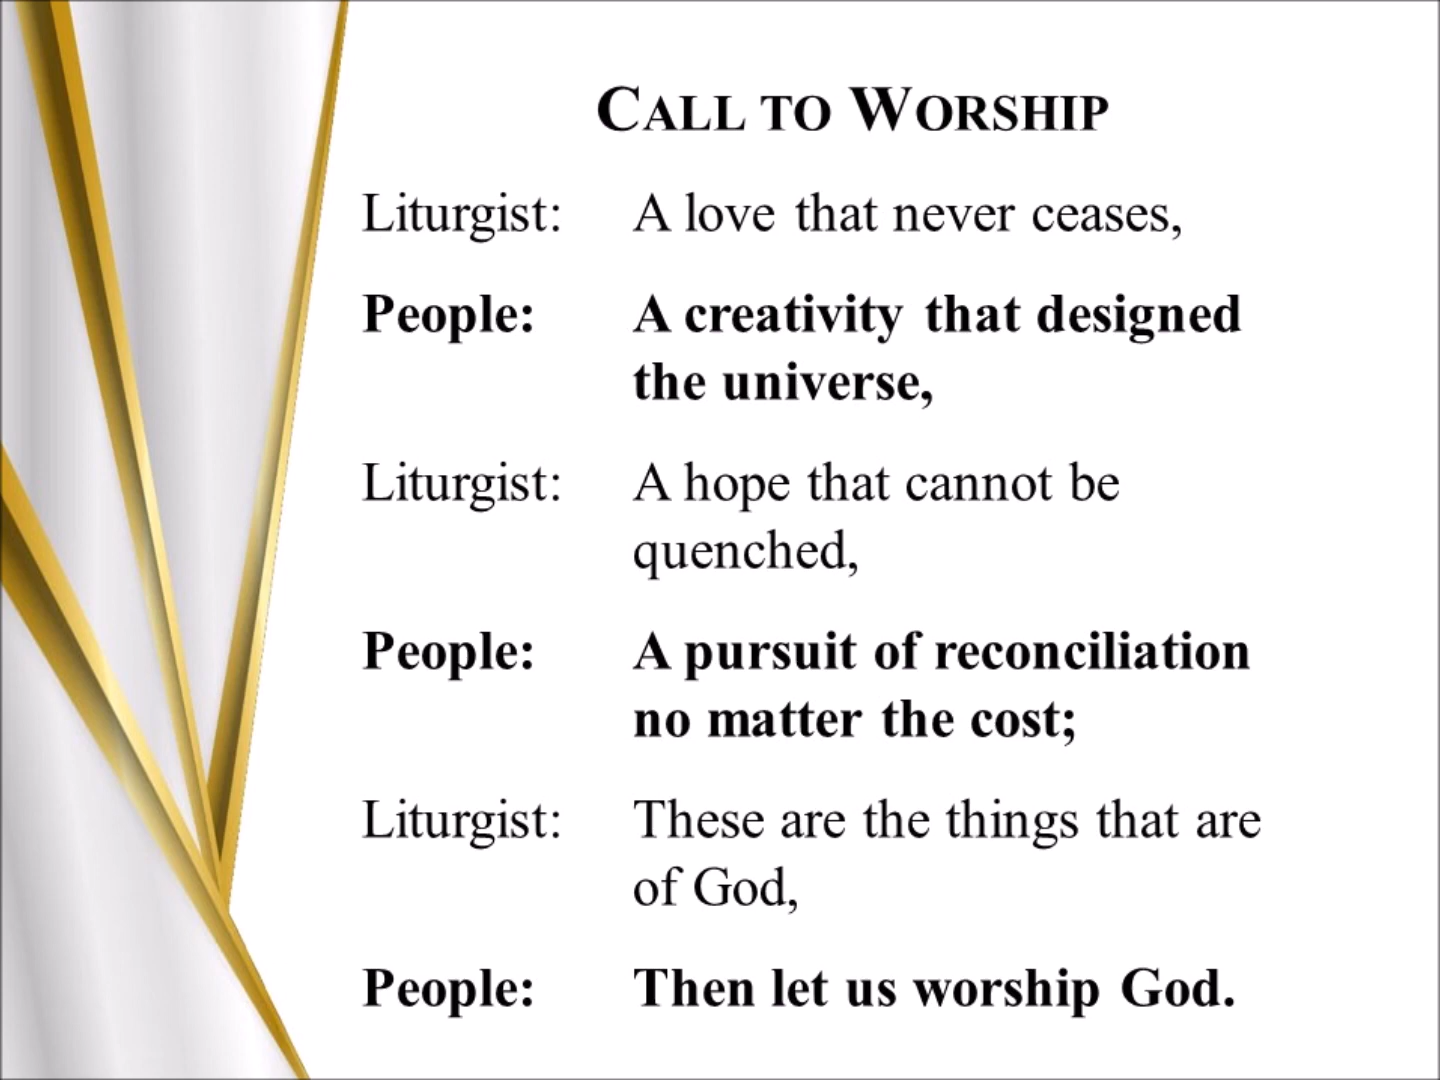 CALL TO WORSHIP
Liturgist: A love that never ceases,
People: A creativity that designed
the universe,
Liturgist: A hope that cannot be
quenched,
People: A pursuit of reconciliation
no matter the cost;
Liturgist: These are the things that are
of God,
People: Then let us worship God.